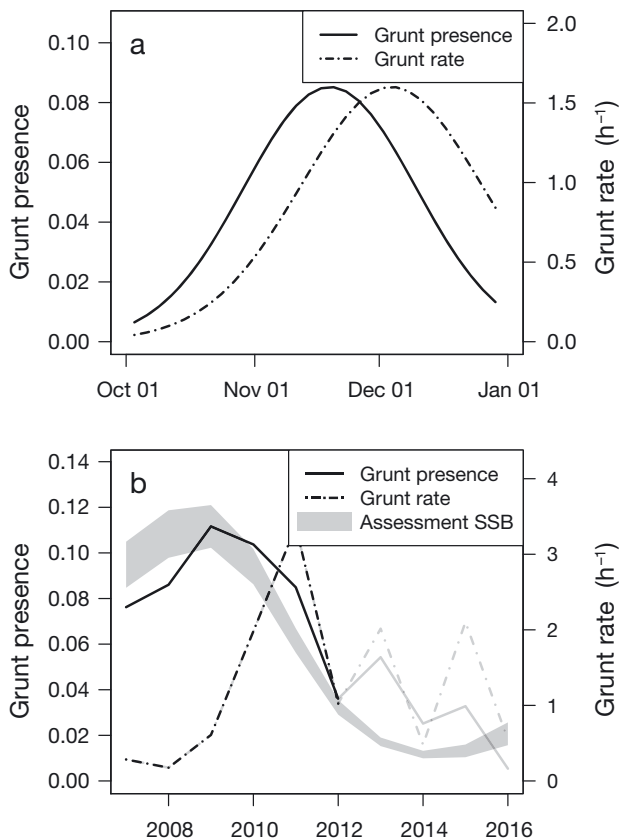 a
Grunt presence
Grunt rate
0.10
0.08
0.06
0.04
0.02
0.00
Grunt presence
2.0
1.5
1.0
0.5
0.0
Grunt rate (h⁻¹)
Oct 01 Nov 01 Dec 01 Jan 01
b
Grunt presence
Grunt rate
Assessment SSB
0.14
0.12
0.10
0.08
0.06
0.04
0.02
0.00
Grunt presence
4
3
2
1
0
Grunt rate (h⁻¹)
2008 2010 2012 2014 2016